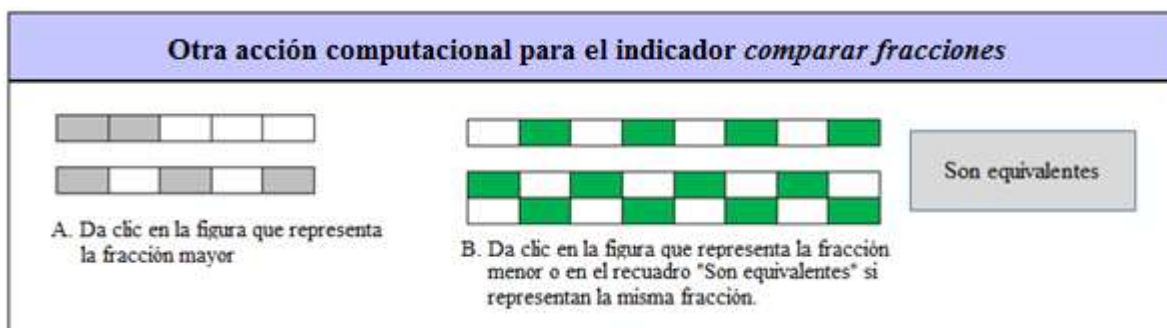 Otra acción computacional para el indicador comparar fracciones
A. Da clic en la figura que representa
la fracción mayor
Son equivalentes
B. Da clic en la figura que representa la fracción
menor o en el recuadro "Son equivalentes" si
representan la misma fracción.